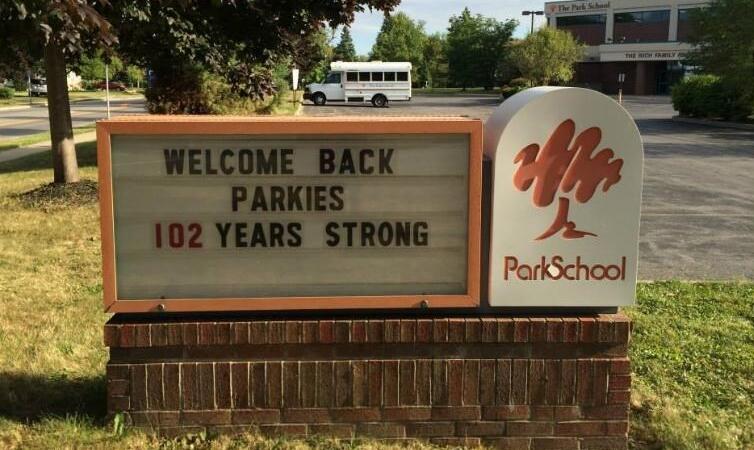 The Park School
THE RICH FAMILY
WELCOME BACK
PARKIES
102 YEARS STRONG
ParkSchool